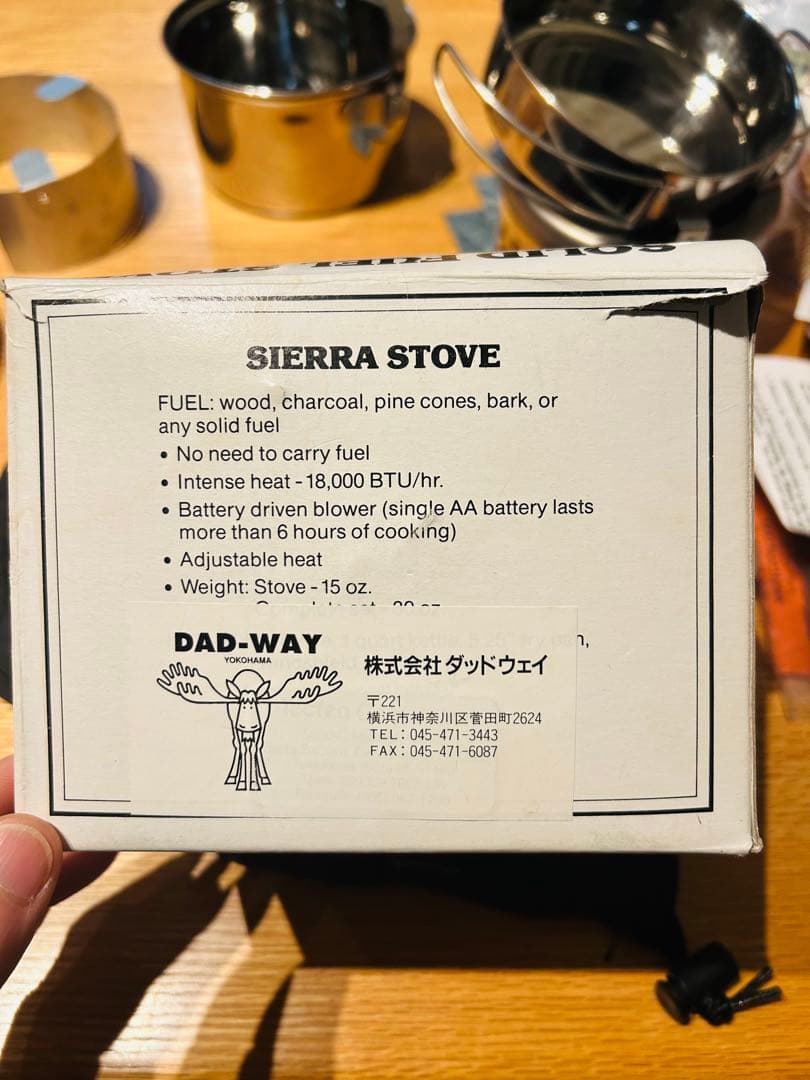 SOLID FUEL STOVE
SIERRA STOVE
FUEL: wood, charcoal, pine cones, bark, or
any solid fuel
• No need to carry fuel
• Intense heat - 18,000 BTU/hr.
• Battery driven blower (single AA battery lasts
more than 6 hours of cooking)
• Adjustable heat
• Weight: Stove - 15 oz.
DAD-WAY
YOKOHAMA
株式会社ダッドウェイ
〒221
横浜市神奈川区菅田町2624
TEL：045-471-3443
FAX：045-471-6087